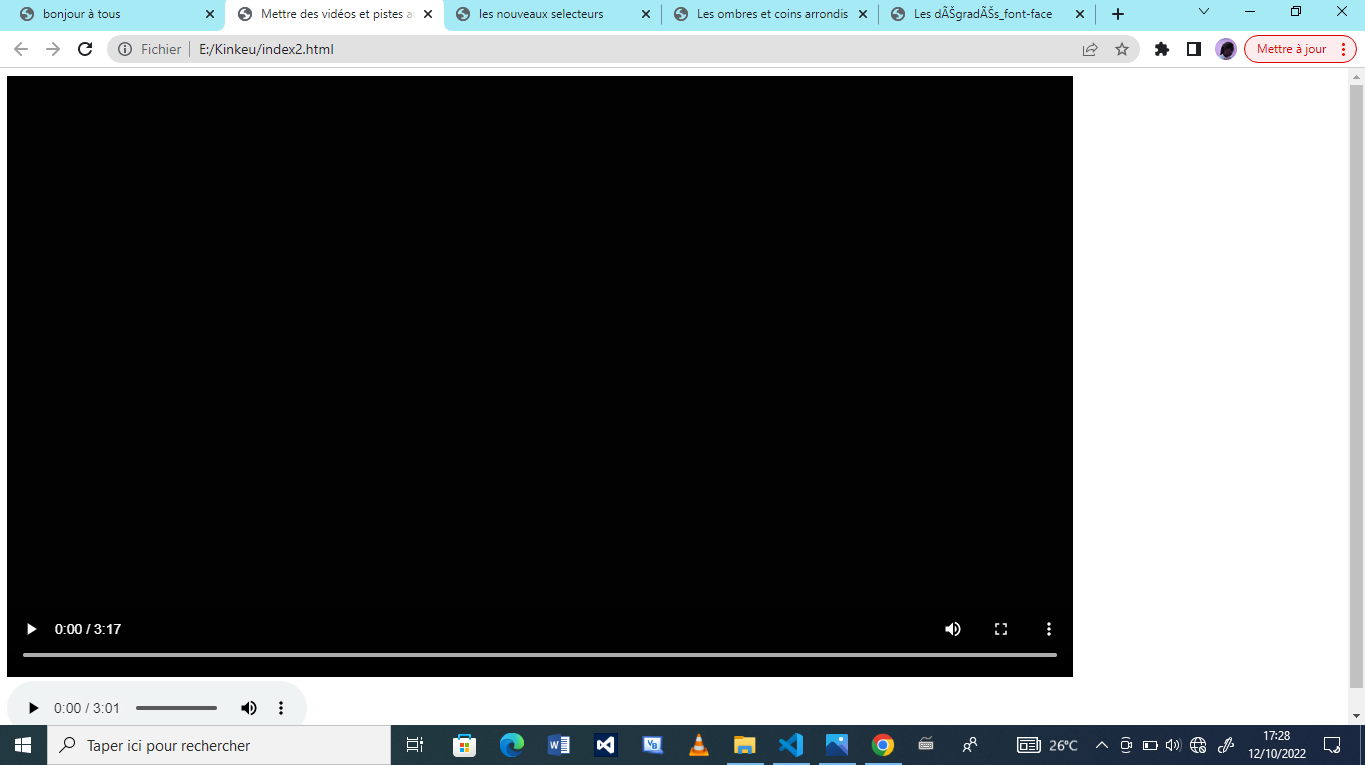 bonjour à tous
Mettre des vidéos et pistes au
les nouveaux selecteurs
Les ombres et coins arrondis
Les dÃŠgradÃŠs_font-face
Fichier E:/Kinkeu/index2.html
Mettre à jour
0:00 / 3:17
0:00 / 3:01
Taper ici pour rechercher
26°C
17:28
12/10/2022